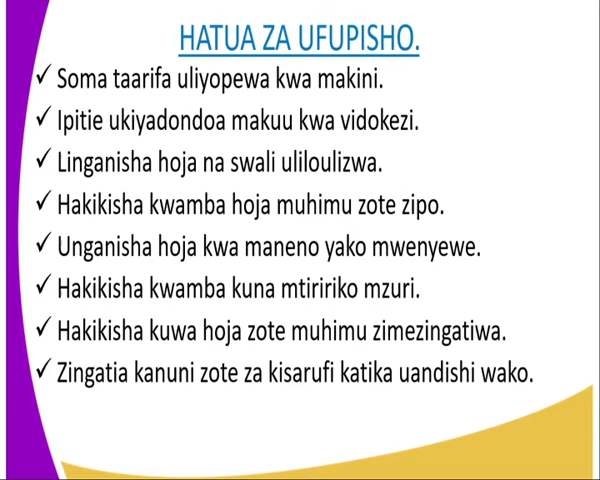 HATUA ZA UFUPISHO.
✓ Soma taarifa uliyopewa kwa makini.
✓ Ipitie ukiyadondoa makuu kwa vidokezi.
✓ Linganisha hoja na swali uliloulizwa.
✓ Hakikisha kwamba hoja muhimu zote zipo.
✓ Unganisha hoja kwa maneno yako mwenyewe.
✓ Hakikisha kwamba kuna mtiririko mzuri.
✓ Hakikisha kuwa hoja zote muhimu zimezingatiwa.
✓ Zingatia kanuni zote za kisarufi katika uandishi wako.